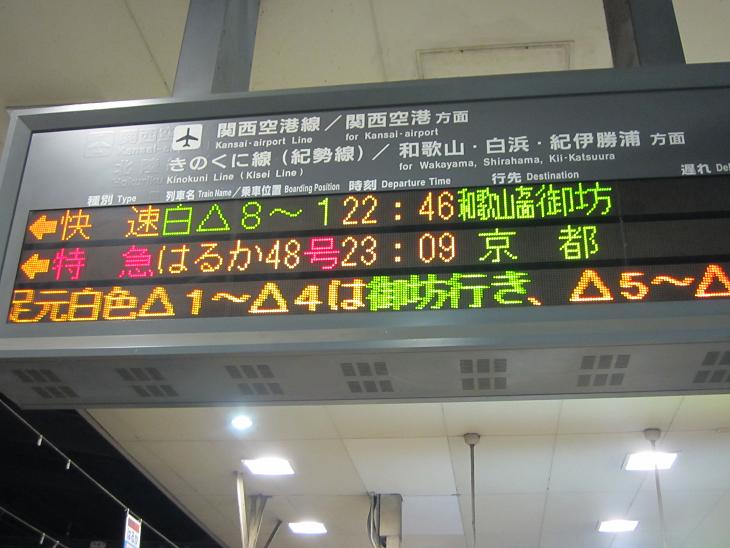 関西空港線／関西空港 方面
Kansai-airport Line for Kansai-airport
きのくに線（紀勢線）／和歌山・白浜・紀伊勝浦 方面
Kinokuni Line (Kisei Line) for Wakayama, Shirahama, Kii-Katsuura
種別 Type 列車名 Train Name／乗車位置 Boarding Position 時刻 Departure Time 行先 Destination 遅れ
快 速 白△8～1 22:46 和歌山 御坊
特 急 はるか48号 23:09 京 都
足元白色△1～△4は御坊行き、△5～△